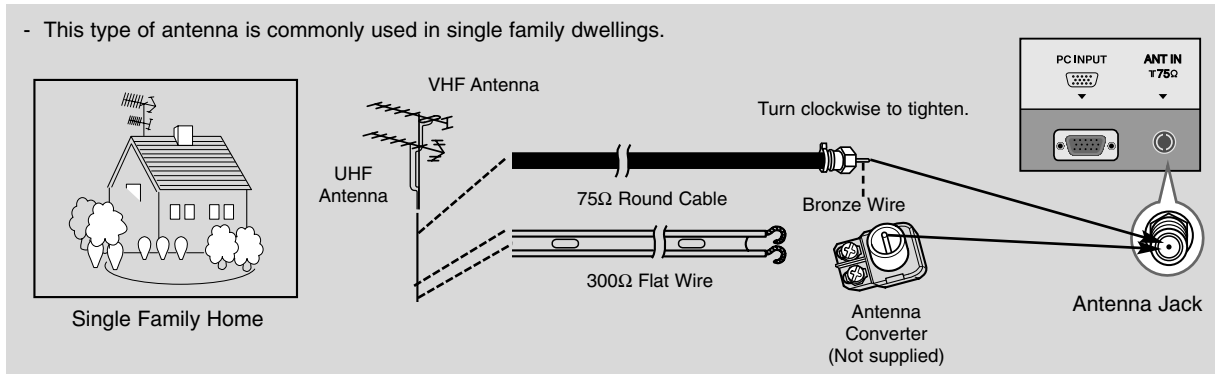 - This type of antenna is commonly used in single family dwellings.
VHF Antenna
UHF
Antenna
Turn clockwise to tighten.
PC INPUT
ANT IN
75Ω
75Ω Round Cable
Bronze Wire
300Ω Flat Wire
Antenna
Converter
(Not supplied)
Single Family Home
Antenna Jack